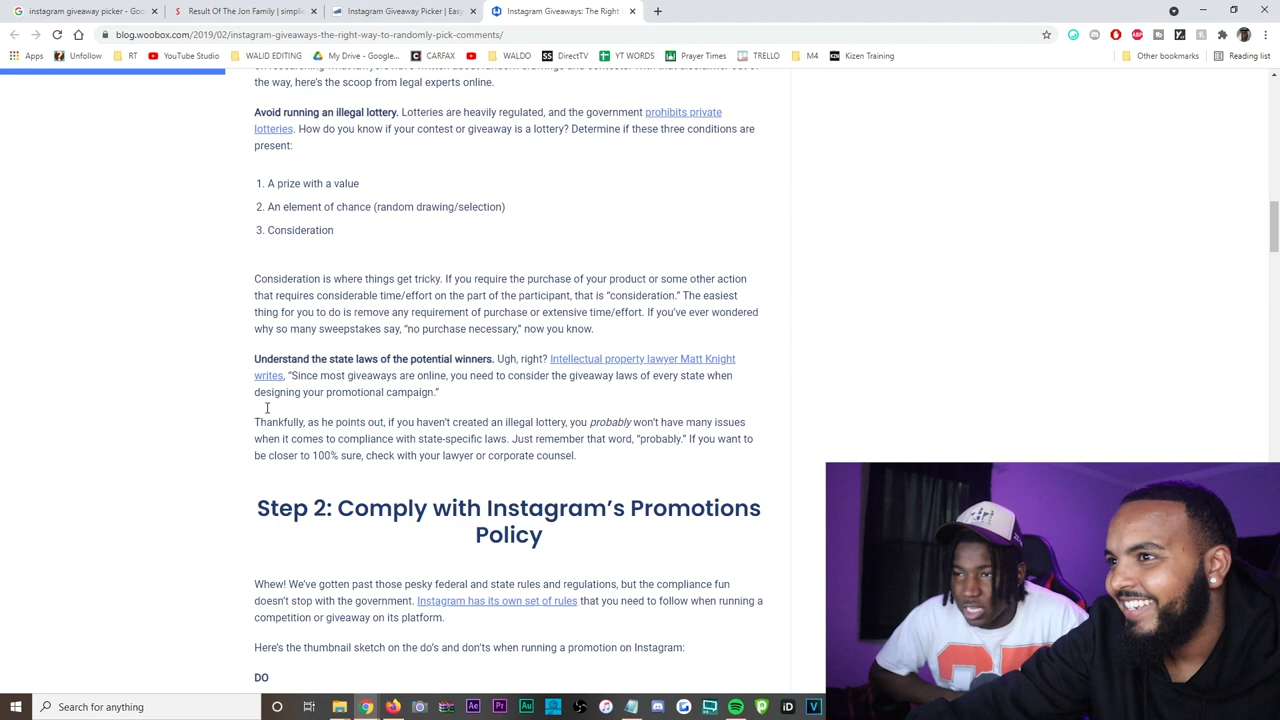 instagram giveaway picker - Goo
Result Of The Jon Family | simplie
Instagram Giveaway Picker | Easy
Instagram Giveaways: The Right W
blog.woobox.com/2019/02/instagram-giveaways-the-right-way-to-randomly-pick-comments/
Apps
Unfollow
RT
YouTube Studio
WALID EDITING
My Drive - Google...
CARFAX
WALDO
DirectTV
YT WORDS
Prayer Times
TRELLO
M4
Kizen Training
Other bookmarks
Reading list
the way, here's the scoop from legal experts online.
Avoid running an illegal lottery. Lotteries are heavily regulated, and the government prohibits private
lotteries. How do you know if your contest or giveaway is a lottery? Determine if these three conditions are
present:
1. A prize with a value
2. An element of chance (random drawing/selection)
3. Consideration
Consideration is where things get tricky. If you require the purchase of your product or some other action
that requires considerable time/effort on the part of the participant, that is “consideration.” The easiest
thing for you to do is remove any requirement of purchase or extensive time/effort. If you've ever wondered
why so many sweepstakes say, “no purchase necessary,” now you know.
Understand the state laws of the potential winners. Ugh, right? Intellectual property lawyer Matt Knight
writes, “Since most giveaways are online, you need to consider the giveaway laws of every state when
designing your promotional campaign.”
Thankfully, as he points out, if you haven't created an illegal lottery, you probably won't have many issues
when it comes to compliance with state-specific laws. Just remember that word, “probably.” If you want to
be closer to 100% sure, check with your lawyer or corporate counsel.
Step 2: Comply with Instagram's Promotions
Policy
Whew! We've gotten past those pesky federal and state rules and regulations, but the compliance fun
doesn't stop with the government. Instagram has its own set of rules that you need to follow when running a
competition or giveaway on its platform.
Here's the thumbnail sketch on the do's and don'ts when running a promotion on Instagram:
DO
Search for anything